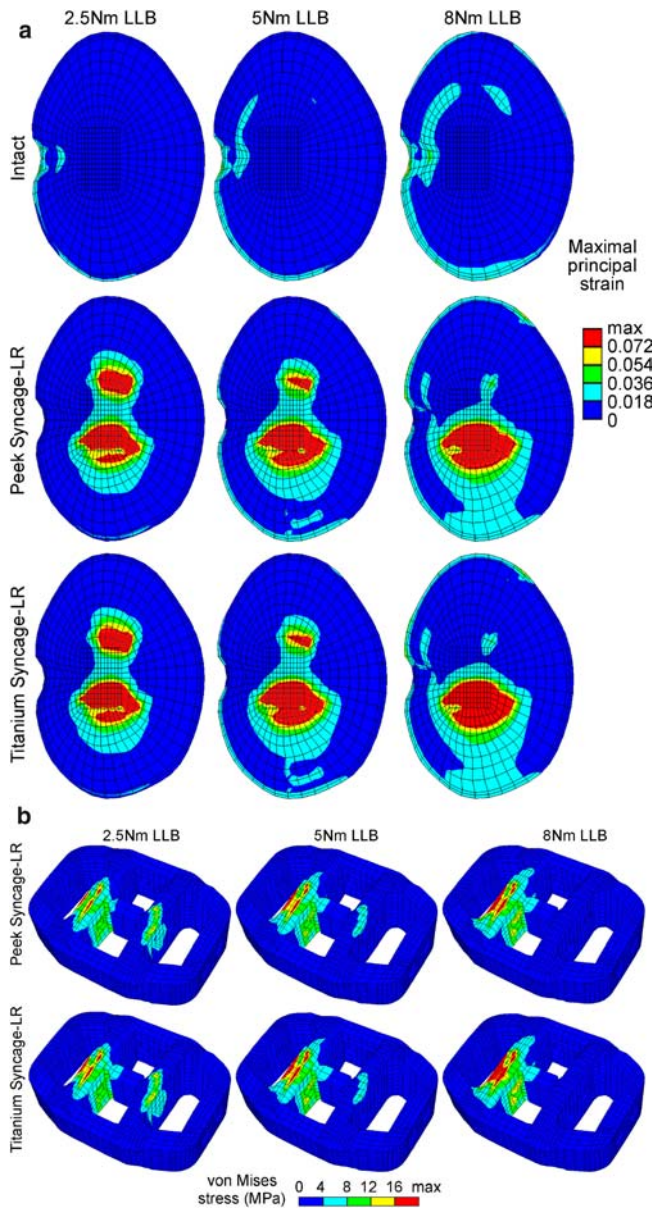 a
2.5Nm LLB 5Nm LLB 8Nm LLB
Intact
Peek Syncage-LR
Titanium Syncage-LR
Maximal
principal
strain
max
0.072
0.054
0.036
0.018
0
b
2.5Nm LLB 5Nm LLB 8Nm LLB
Peek Syncage-LR
Titanium Syncage-LR
von Mises
stress (MPa)
0 4 8 12 16 max